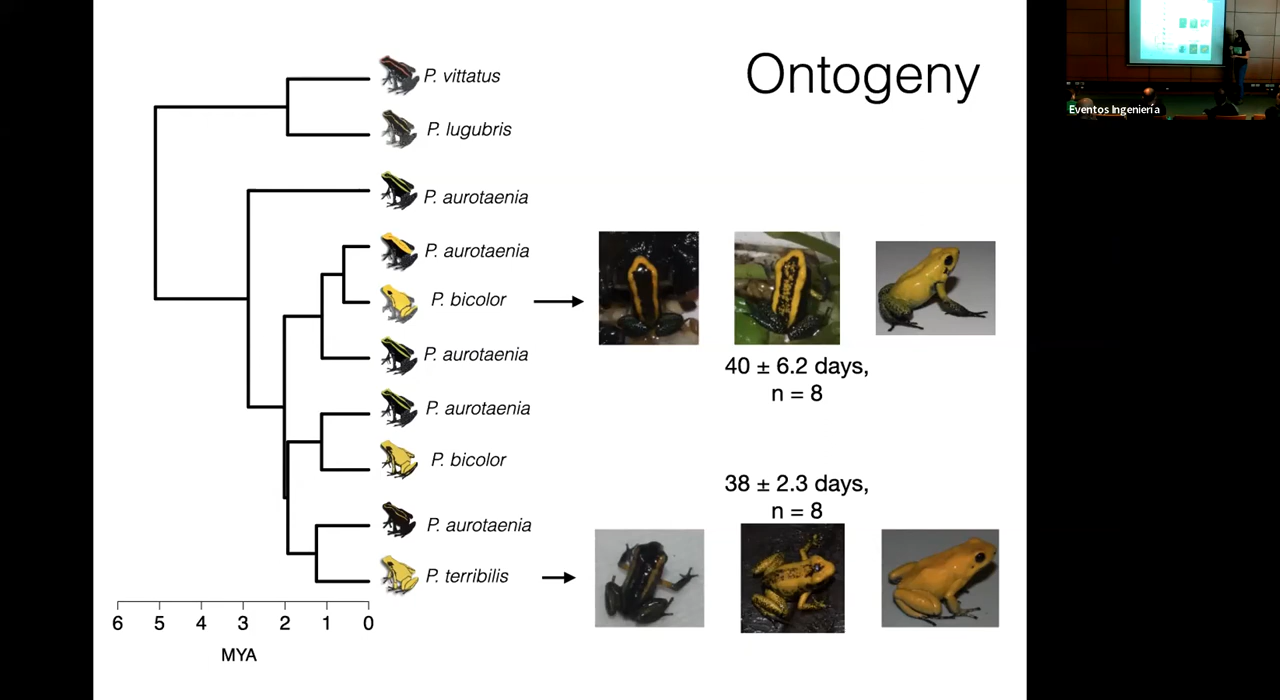 Ontogeny
Eventos Ingeniería
P. vittatus
P. lugubris
P. aurotaenia
P. aurotaenia
P. bicolor
P. aurotaenia
P. aurotaenia
P. bicolor
P. aurotaenia
P. terribilis
40 ± 6.2 days,
n = 8
38 ± 2.3 days,
n = 8
6 5 4 3 2 1 0
MYA